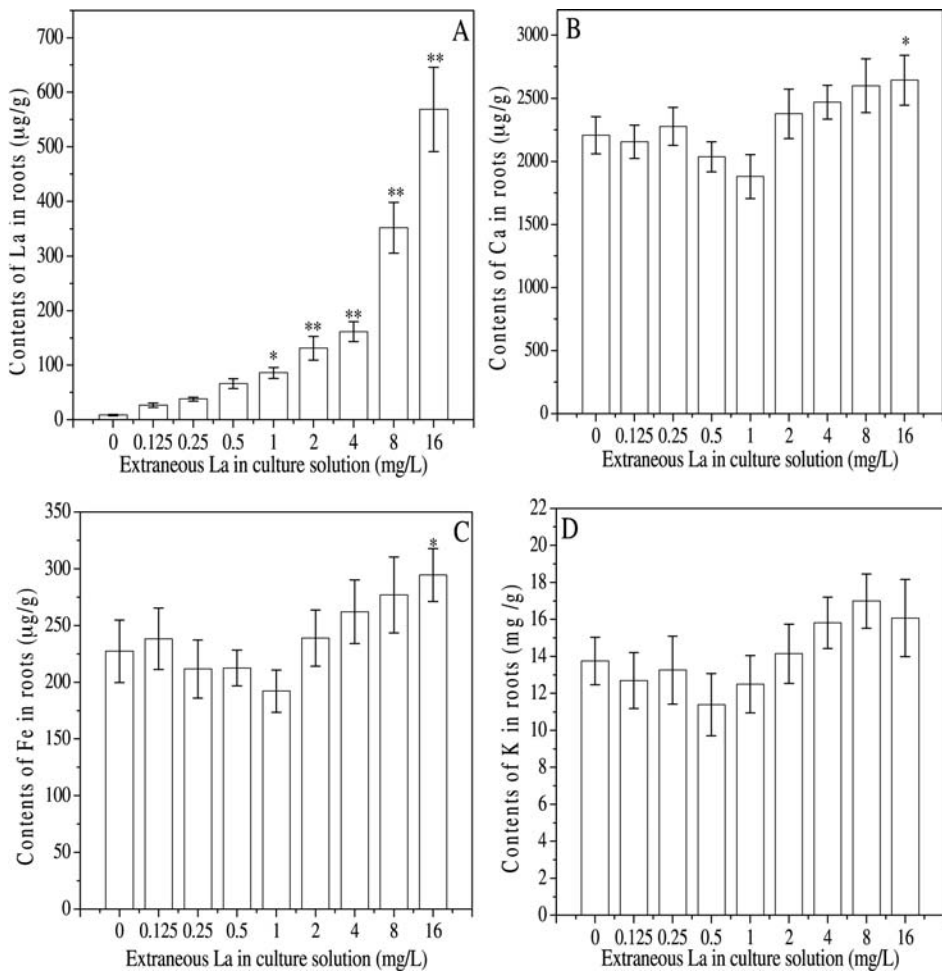 A
Contents of La in roots (µg/g)
700
600
500
400
300
200
100
0
**
**
**
**
*
0 0.125 0.25 0.5 1 2 4 8 16
Extraneous La in culture solution (mg/L)
B
Contents of Ca in roots (µg/g)
3000
2500
2000
3000
1000
500
0
*
0 0.125 0.25 0.5 1 2 4 8 16
Extraneous La in culture solution (mg/L)
C
Contents of Fe in roots (µg/g)
350
300
250
200
250
100
50
0
*
0 0.125 0.25 0.5 1 2 4 8 16
Extraneous La in culture solution (mg/L)
D
Contents of K in roots (mg/g)
22
20
18
16
14
12
10
8
6
4
2
0
0 0.125 0.25 0.5 1 2 4 8 16
Extraneous La in culture solution (mg/L)